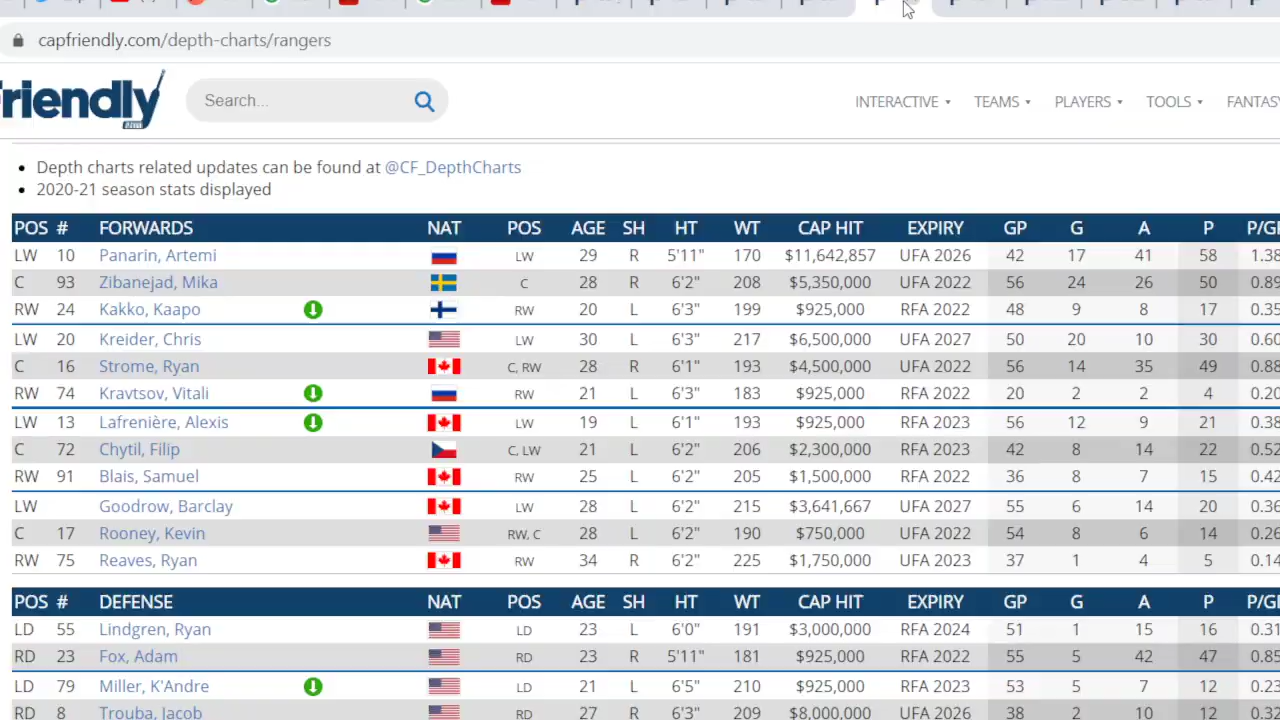 capfriendly.com/depth-charts/rangers
friendly
Search...
INTERACTIVE TEAMS PLAYERS TOOLS FANTASY
Depth charts related updates can be found at @CF_DepthCharts
2020-21 season stats displayed
POS # FORWARDS NAT POS AGE SH HT WT CAP HIT EXPIRY GP G A P P/GP
LW 10 Panarin, Artemi LW 29 R 5'11" 170 $11,642,857 UFA 2026 42 17 41 58 1.38
C 93 Zibanejad, Mika C 28 R 6'2" 208 $5,350,000 UFA 2022 56 24 26 50 0.89
RW 24 Kakko, Kaapo RW 20 L 6'3" 199 $925,000 RFA 2022 48 9 8 17 0.35
LW 20 Kreider, Chris LW 30 L 6'3" 217 $6,500,000 UFA 2027 50 20 10 30 0.60
C 16 Strome, Ryan C, RW 28 R 6'1" 193 $4,500,000 UFA 2022 56 14 35 49 0.88
RW 74 Kravtsov, Vitali RW 21 L 6'3" 183 $925,000 RFA 2022 20 2 2 4 0.20
LW 13 Lafrenière, Alexis LW 19 L 6'1" 193 $925,000 RFA 2023 56 12 9 21 0.38
C 72 Chytil, Filip C, LW 21 L 6'2" 206 $2,300,000 RFA 2023 42 8 14 22 0.52
RW 91 Blais, Samuel RW 25 L 6'2" 205 $1,500,000 RFA 2022 36 8 7 15 0.42
LW Goodrow, Barclay LW 28 L 6'2" 215 $3,641,667 UFA 2027 55 6 14 20 0.36
C 17 Rooney, Kevin RW, C 28 L 6'2" 190 $750,000 UFA 2022 54 8 6 14 0.26
RW 75 Reaves, Ryan RW 34 R 6'2" 225 $1,750,000 UFA 2023 37 1 4 5 0.14
POS # DEFENSE NAT POS AGE SH HT WT CAP HIT EXPIRY GP G A P P/GP
LD 55 Lindgren, Ryan LD 23 L 6'0" 191 $3,000,000 RFA 2024 51 1 15 16 0.31
RD 23 Fox, Adam RD 23 R 5'11" 181 $925,000 RFA 2022 55 5 42 47 0.85
LD 79 Miller, K'Andre LD 21 L 6'5" 210 $925,000 RFA 2023 53 5 7 12 0.23
RD 8 Trouba, Jacob RD 27 R 6'3" 209 $8,000,000 UFA 2026 38 2 10 12 0.32